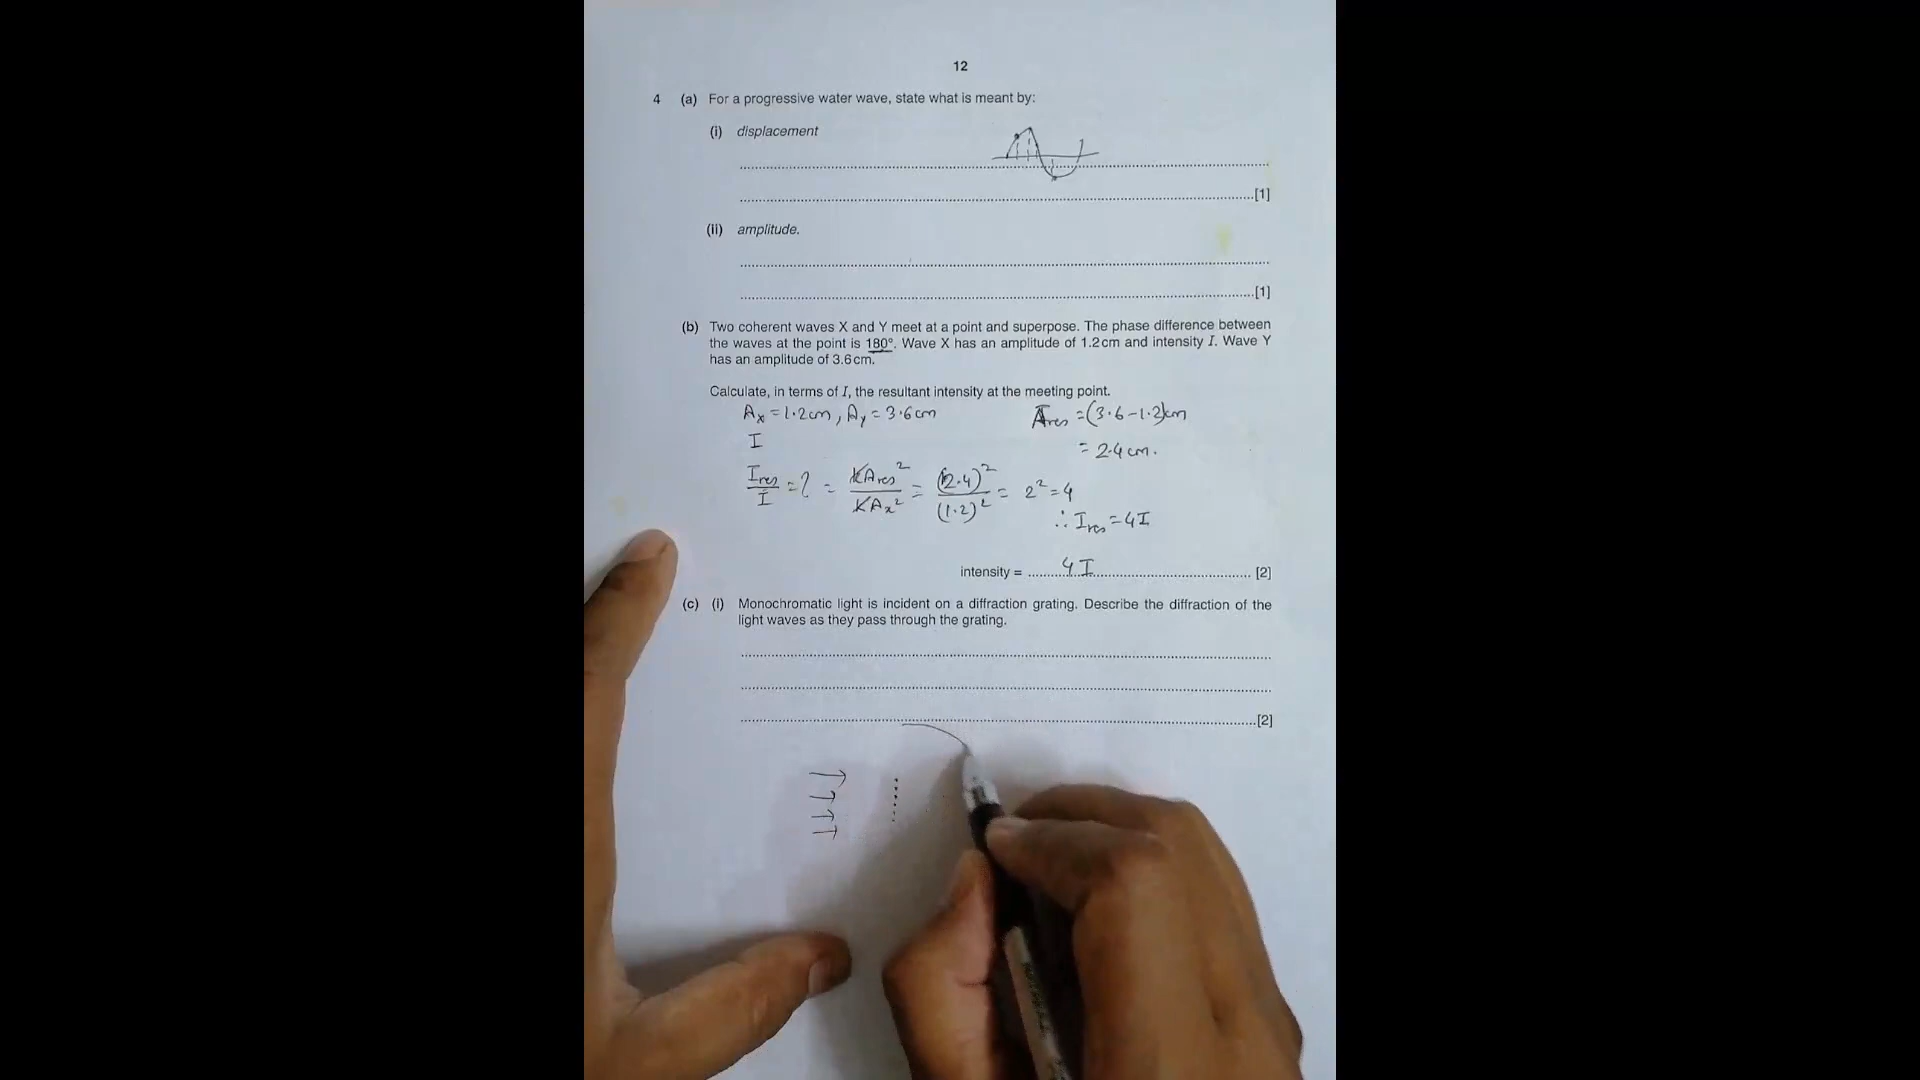 12
4 (a) For a progressive water wave, state what is meant by:
(i) displacement
[1]
(ii) amplitude.
[1]
(b) Two coherent waves X and Y meet at a point and superpose. The phase difference between
the waves at the point is 180°. Wave X has an amplitude of 1.2cm and intensity I. Wave Y
has an amplitude of 3.6cm.
Calculate, in terms of I, the resultant intensity at the meeting point.
Ax = 1.2cm, Ay = 3.6cm
I
Ares = (3.6-1.2)cm
= 2.4cm.
Ires/I = ? = KAres²/KAx² = (2.4)²/(1.2)² = 2² = 4
∴ Ires = 4I
intensity = 4I [2]
(c) (i) Monochromatic light is incident on a diffraction grating. Describe the diffraction of the
light waves as they pass through the grating.
[2]